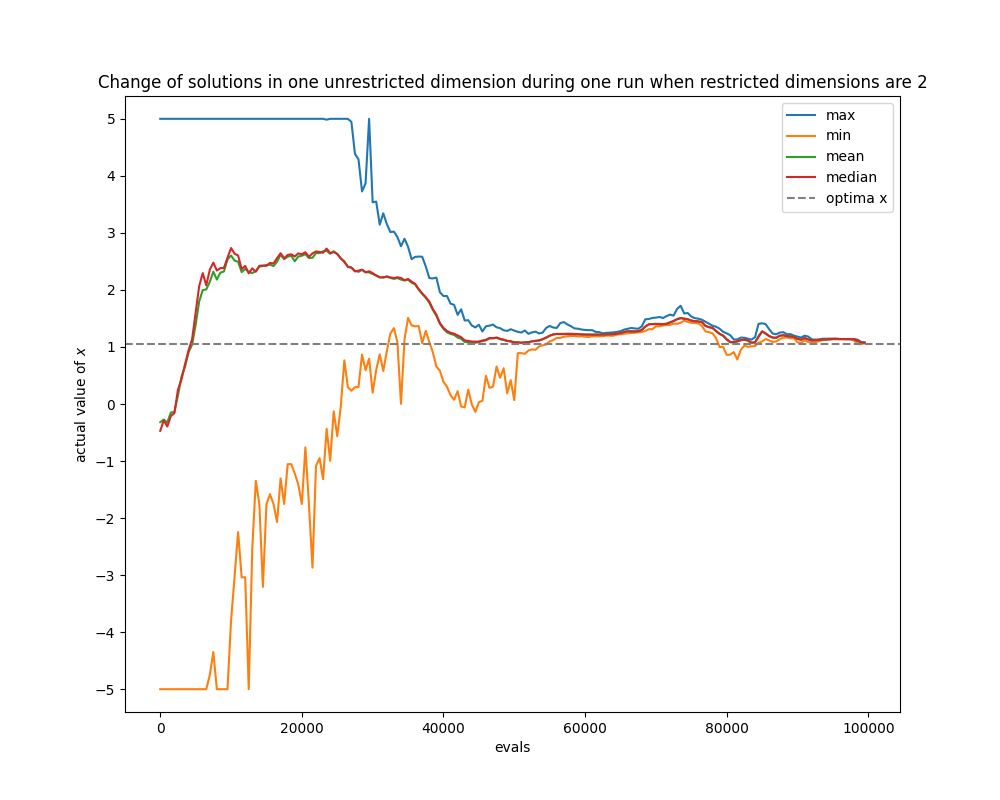 Change of solutions in one unrestricted dimension during one run when restricted dimensions are 2
max
min
mean
median
optima x
actual value of x
5
4
3
2
1
0
−1
−2
−3
−4
−5
0
20000
40000
60000
80000
100000
evals